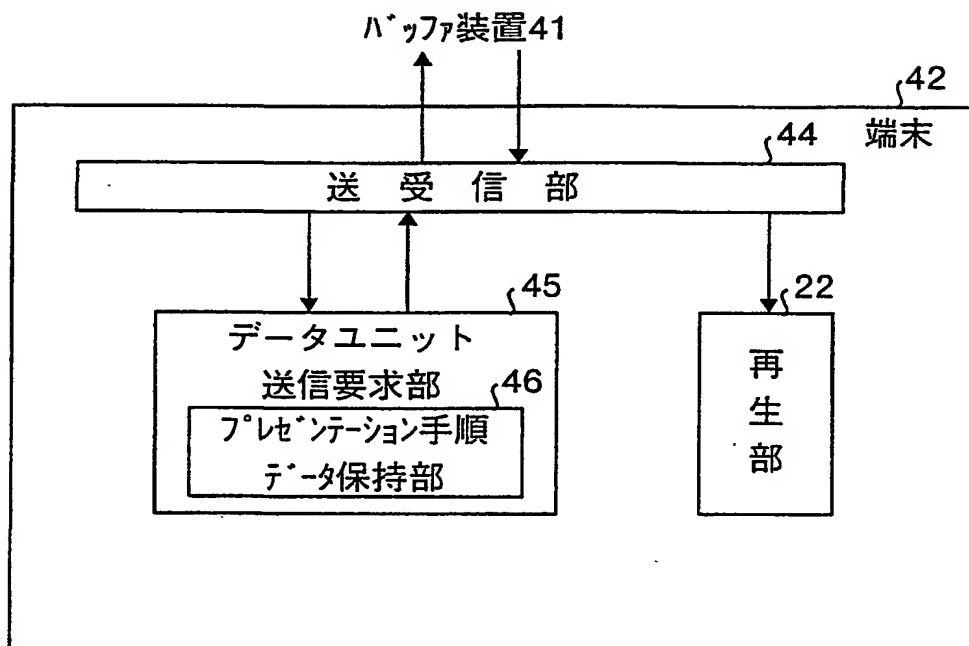 ﾊﾞｯﾌｧ装置41
42
端末
44
送受信部
45
データユニット
送信要求部
46
ﾌﾟﾚｾﾞﾝﾃｰｼｮﾝ手順
ﾃﾞｰﾀ保持部
22
再生部